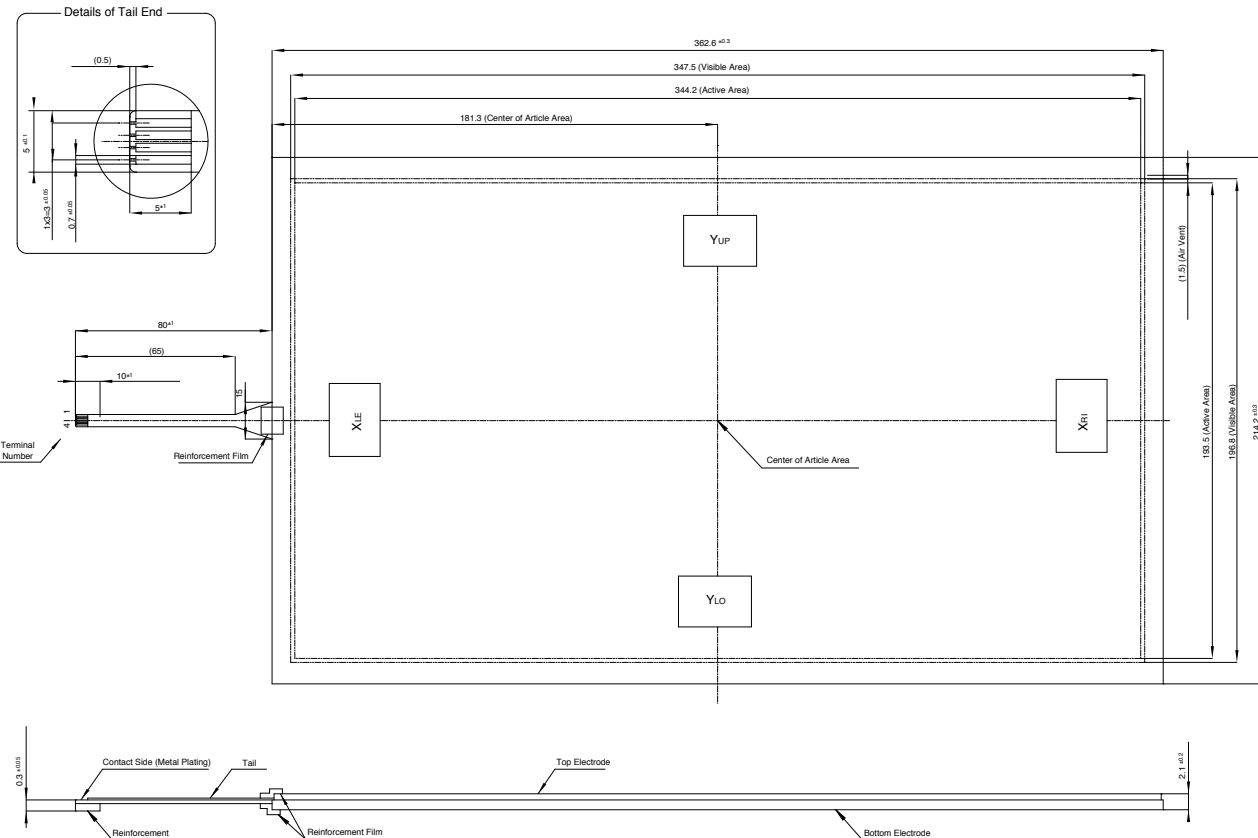 Details of Tail End
(0.5)
5 ±0.1
1x3=3 ±0.05
0.7 ±0.05
5±1
362.6 ±0.3
347.5 (Visible Area)
344.2 (Active Area)
181.3 (Center of Article Area)
(1.5) (Air Vent)
YUP
80±1
(65)
10±1
15
1
4
XLE
XRI
193.5 (Active Area)
196.8 (Visible Area)
214.2 ±0.3
Terminal
Number
Reinforcement Film
Center of Article Area
YLO
0.3 ±0.05
Contact Side (Metal Plating)
Tail
Top Electrode
2.1 ±0.2
Reinforcement
Reinforcement Film
Bottom Electrode